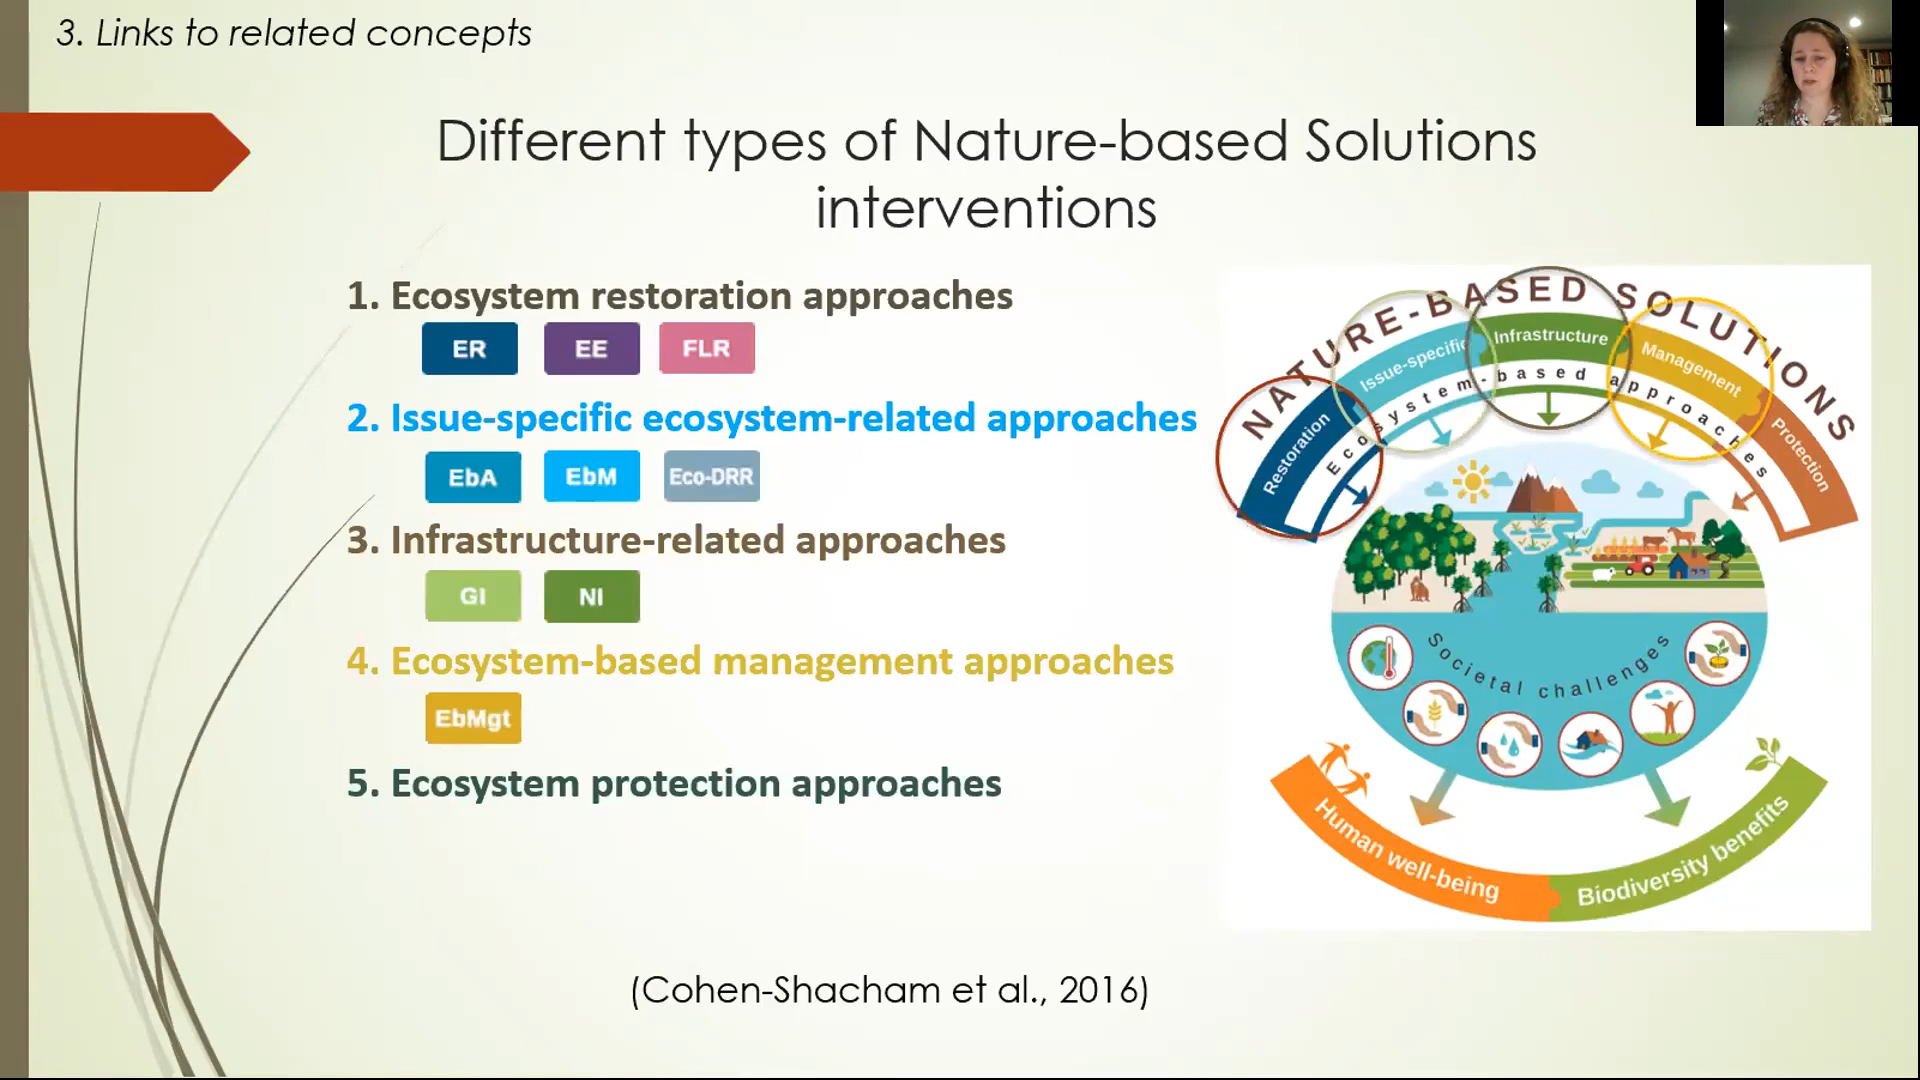 3. Links to related concepts
Different types of Nature-based Solutions
interventions
1. Ecosystem restoration approaches
ER EE FLR
2. Issue-specific ecosystem-related approaches
EbA EbM Eco-DRR
3. Infrastructure-related approaches
GI NI
4. Ecosystem-based management approaches
EbMgt
5. Ecosystem protection approaches
(Cohen-Shacham et al., 2016)
NATURE-BASED SOLUTIONS
Restoration Issue-specific Infrastructure Management Protection
Ecosystem-based approaches
Societal challenges
Human well-being Biodiversity benefits